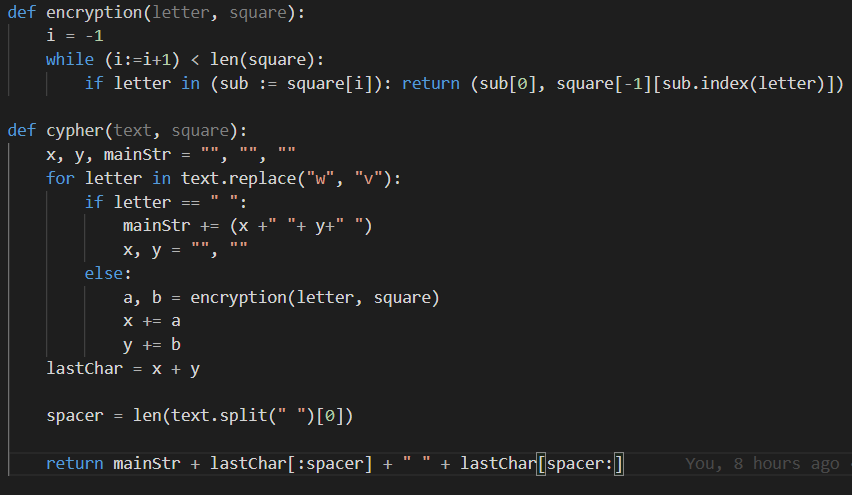 def encryption(letter, square):
    i = -1
    while (i:=i+1) < len(square):
        if letter in (sub := square[i]): return (sub[0], square[-1][sub.index(letter)])

def cypher(text, square):
    x, y, mainStr = "", "", ""
    for letter in text.replace("w", "v"):
        if letter == " ":
            mainStr += (x +" "+ y+" ")
            x, y = "", ""
        else:
            a, b = encryption(letter, square)
            x += a
            y += b
    lastChar = x + y

    spacer = len(text.split(" ")[0])

    return mainStr + lastChar[:spacer] + " " + lastChar[spacer:] You, 8 hours ago